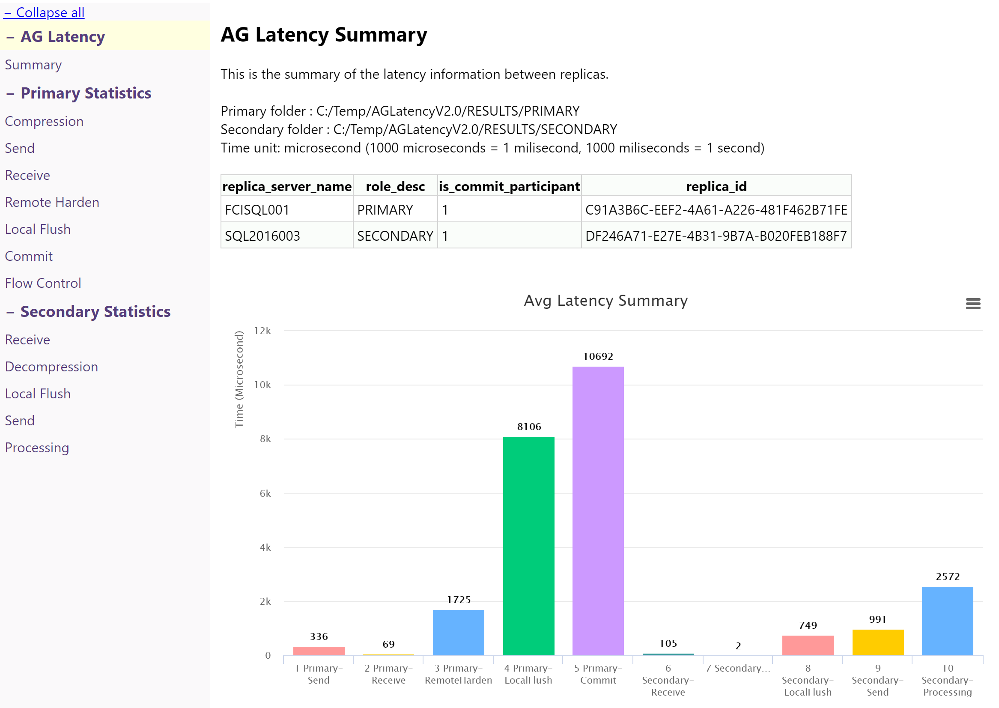 − Collapse all
− AG Latency
Summary
− Primary Statistics
Compression
Send
Receive
Remote Harden
Local Flush
Commit
Flow Control
− Secondary Statistics
Receive
Decompression
Local Flush
Send
Processing
AG Latency Summary
This is the summary of the latency information between replicas.
Primary folder : C:/Temp/AGLatencyV2.0/RESULTS/PRIMARY
Secondary folder : C:/Temp/AGLatencyV2.0/RESULTS/SECONDARY
Time unit: microsecond (1000 microseconds = 1 milisecond, 1000 miliseconds = 1 second)
replica_server_name role_desc is_commit_participant replica_id
FCISQL001 PRIMARY 1 C91A3B6C-EEF2-4A61-A226-481F462B71FE
SQL2016003 SECONDARY 1 DF246A71-E27E-4B31-9B7A-B020FEB188F7
Avg Latency Summary
Time (Microsecond)
12k
10k
8k
6k
4k
2k
0
336
69
1725
8106
10692
105
2
749
991
2572
1 Primary-
Send
2 Primary-
Receive
3 Primary-
RemoteHarden
4 Primary-
LocalFlush
5 Primary-
Commit
6
Secondary-
Receive
7 Secondary…
8
Secondary-
LocalFlush
9
Secondary-
Send
10
Secondary-
Processing